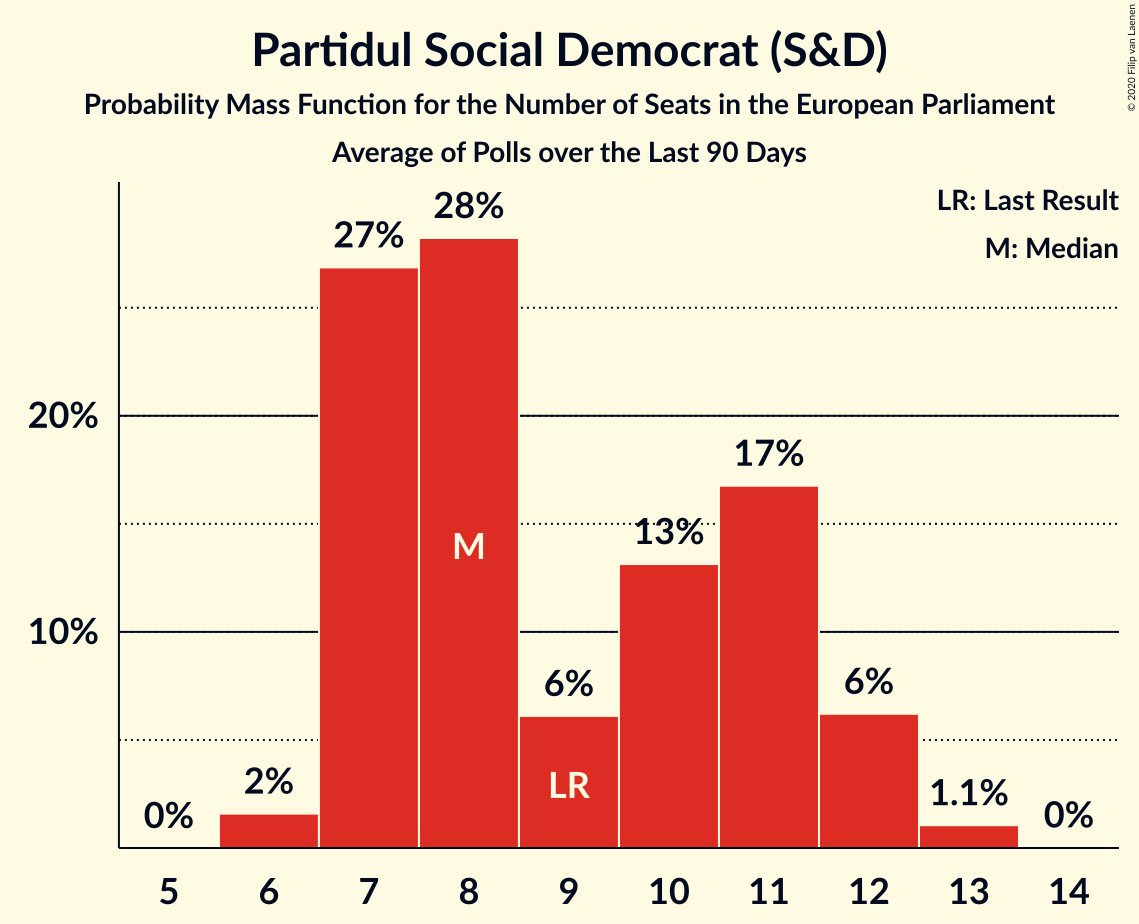 Partidul Social Democrat (S&D)
Probability Mass Function for the Number of Seats in the European Parliament
Average of Polls over the Last 90 Days
© 2020 Filip van Laenen
LR: Last Result
M: Median
28%
27%
20%
17%
13%
M
10%
6%
6%
LR
2%
1.1%
0%
0%
5 6 7 8 9 10 11 12 13 14